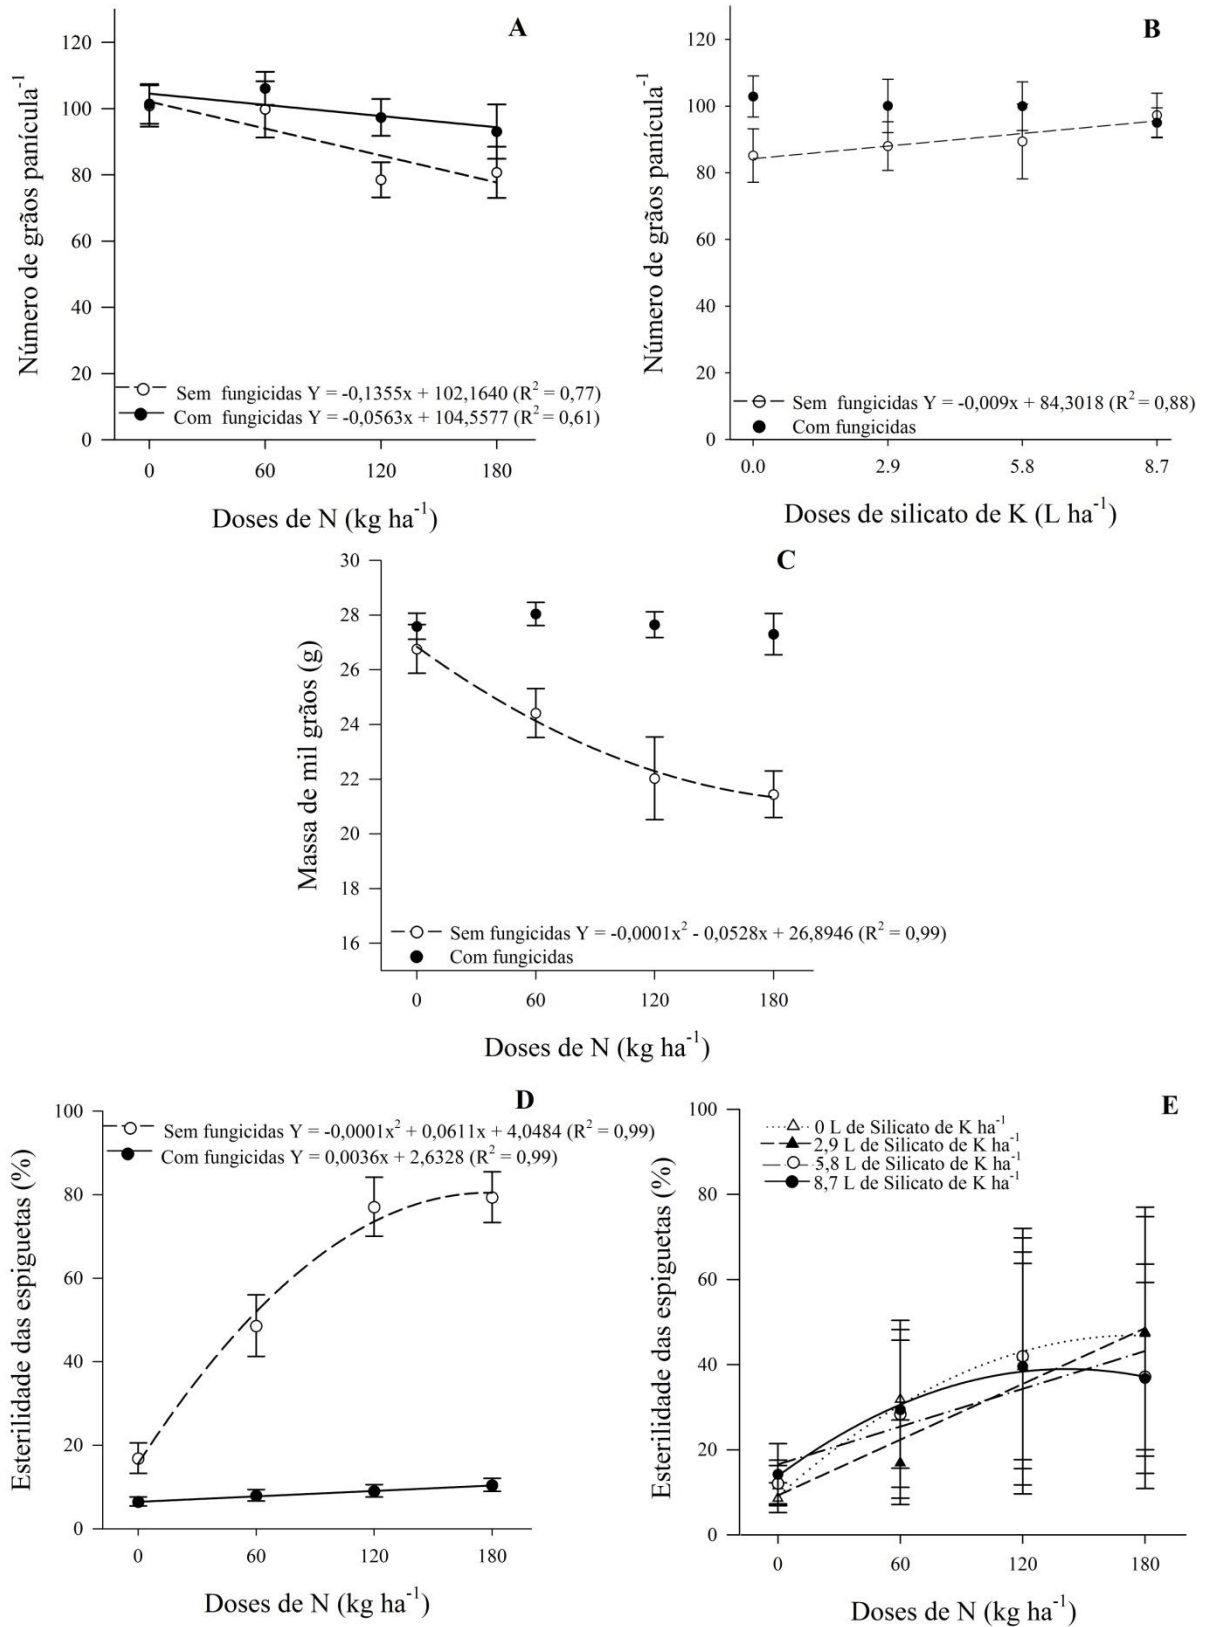 A
Número de grãos panícula⁻¹
120
100
80
60
40
20
0
Sem fungicidas Y = -0,1355x + 102,1640 (R² = 0,77)
Com fungicidas Y = -0,0563x + 104,5577 (R² = 0,61)
0 60 120 180
Doses de N (kg ha⁻¹)
B
Número de grãos panícula⁻¹
120
100
80
60
40
20
0
Sem fungicidas Y = -0,009x + 84,3018 (R² = 0,88)
Com fungicidas
0.0 2.9 5.8 8.7
Doses de silicato de K (L ha⁻¹)
C
Massa de mil grãos (g)
30
28
26
24
22
20
18
16
Sem fungicidas Y = -0,0001x² - 0,0528x + 26,8946 (R² = 0,99)
Com fungicidas
0 60 120 180
Doses de N (kg ha⁻¹)
D
Esterilidade das espiguetas (%)
100
80
60
40
20
0
Sem fungicidas Y = -0,0001x² + 0,0611x + 4,0484 (R² = 0,99)
Com fungicidas Y = 0,0036x + 2,6328 (R² = 0,99)
0 60 120 180
Doses de N (kg ha⁻¹)
E
Esterilidade das espiguetas (%)
100
80
60
40
20
0
0 L de Silicato de K ha⁻¹
2,9 L de Silicato de K ha⁻¹
5,8 L de Silicato de K ha⁻¹
8,7 L de Silicato de K ha⁻¹
0 60 120 180
Doses de N (kg ha⁻¹)